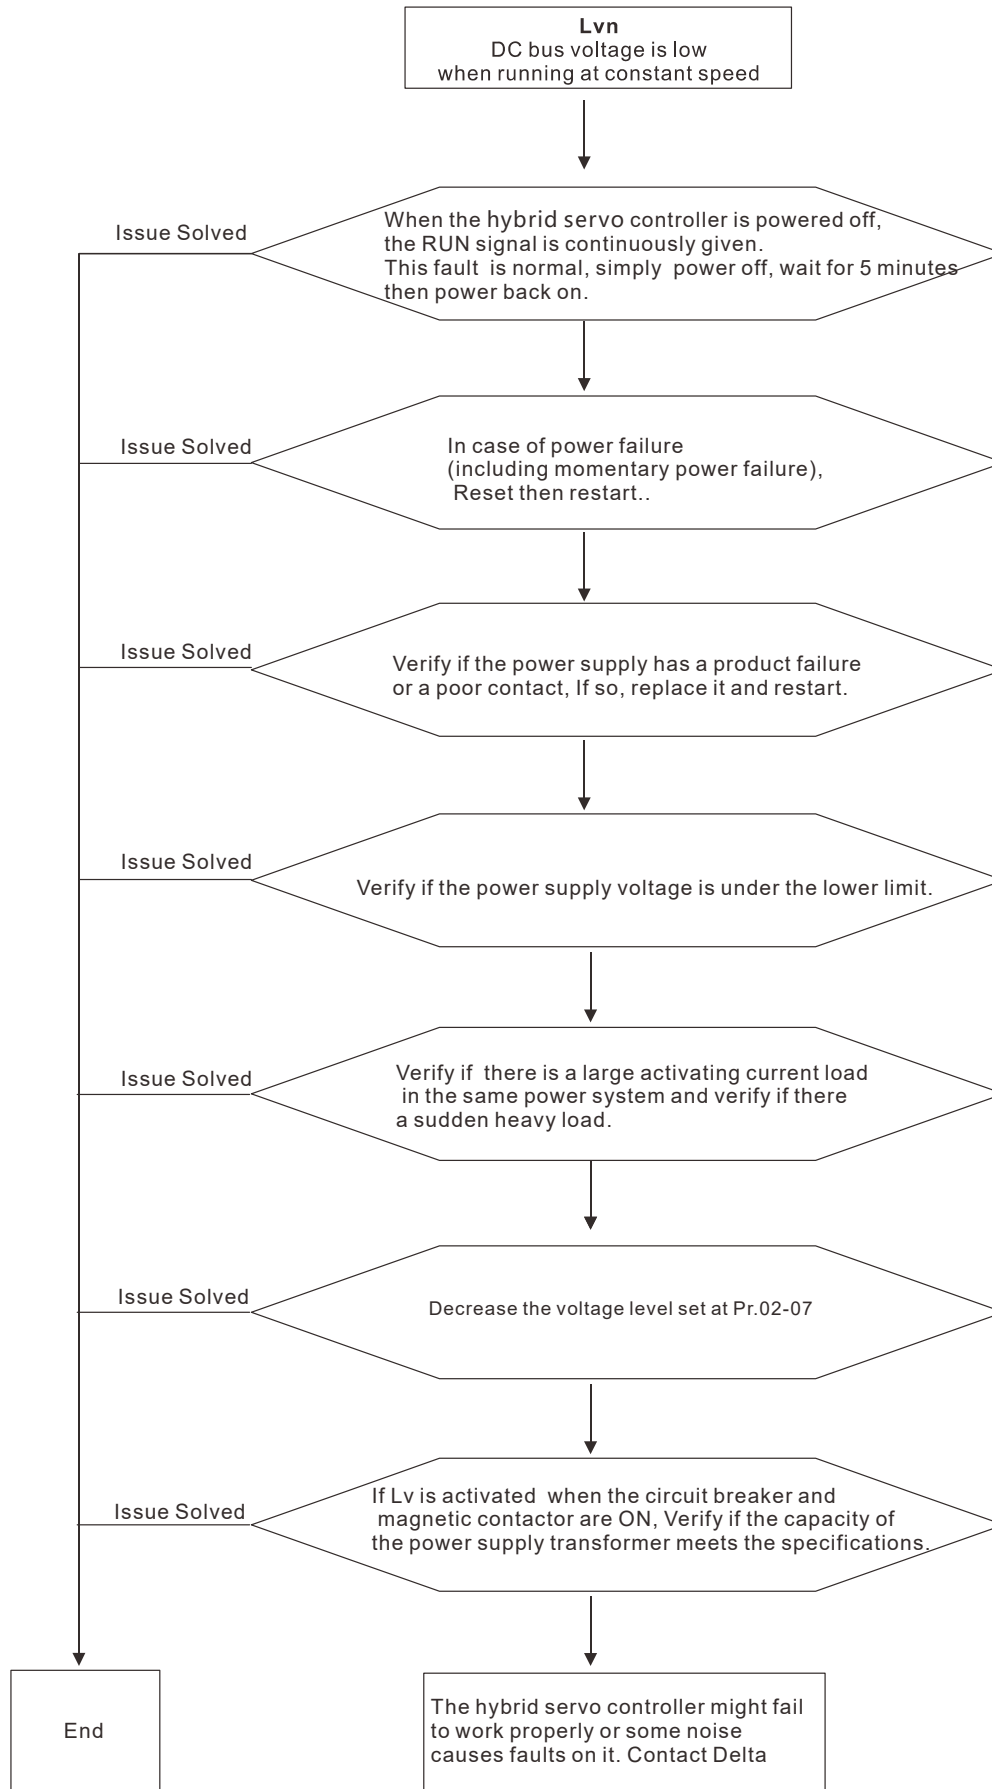 Lvn
DC bus voltage is low
when running at constant speed
Issue Solved
When the hybrid servo controller is powered off,
the RUN signal is continuously given.
This fault is normal, simply power off, wait for 5 minutes
then power back on.
Issue Solved
In case of power failure
(including momentary power failure),
Reset then restart..
Issue Solved
Verify if the power supply has a product failure
or a poor contact, If so, replace it and restart.
Issue Solved
Verify if the power supply voltage is under the lower limit.
Issue Solved
Verify if there is a large activating current load
in the same power system and verify if there
a sudden heavy load.
Issue Solved
Decrease the voltage level set at Pr.02-07
Issue Solved
If Lv is activated when the circuit breaker and
magnetic contactor are ON, Verify if the capacity of
the power supply transformer meets the specifications.
End
The hybrid servo controller might fail
to work properly or some noise
causes faults on it. Contact Delta